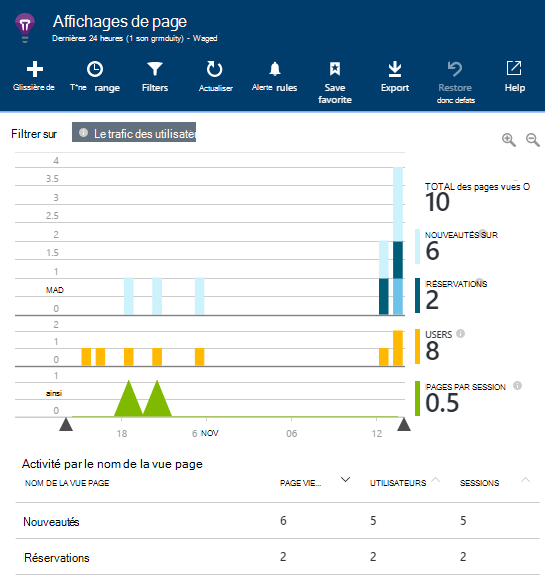 Affichages de page
Dernières 24 heures (1 son grmduity) - Waged
Glissière de
T"ne range
Filters
Actualiser
Alerte rules
Save favorite
Export
Restore donc defats
Help
Filtrer sur
Le trafic des utilisater
4
3.5
3
2.5
2
1.5
1
MAD
0
2
1
0
1
ainsi
0
18
6 NOV
06
12
TOTAL des pages vues O
10
NOUVEAUTÉS SUR
6
RÉSERVATIONS
2
USERS
8
PAGES PAR SESSION
0.5
Activité par le nom de la vue page
NOM DE LA VUE PAGE PAGE VIE... UTILISATEURS SESSIONS
Nouveautés 6 5 5
Réservations 2 2 2